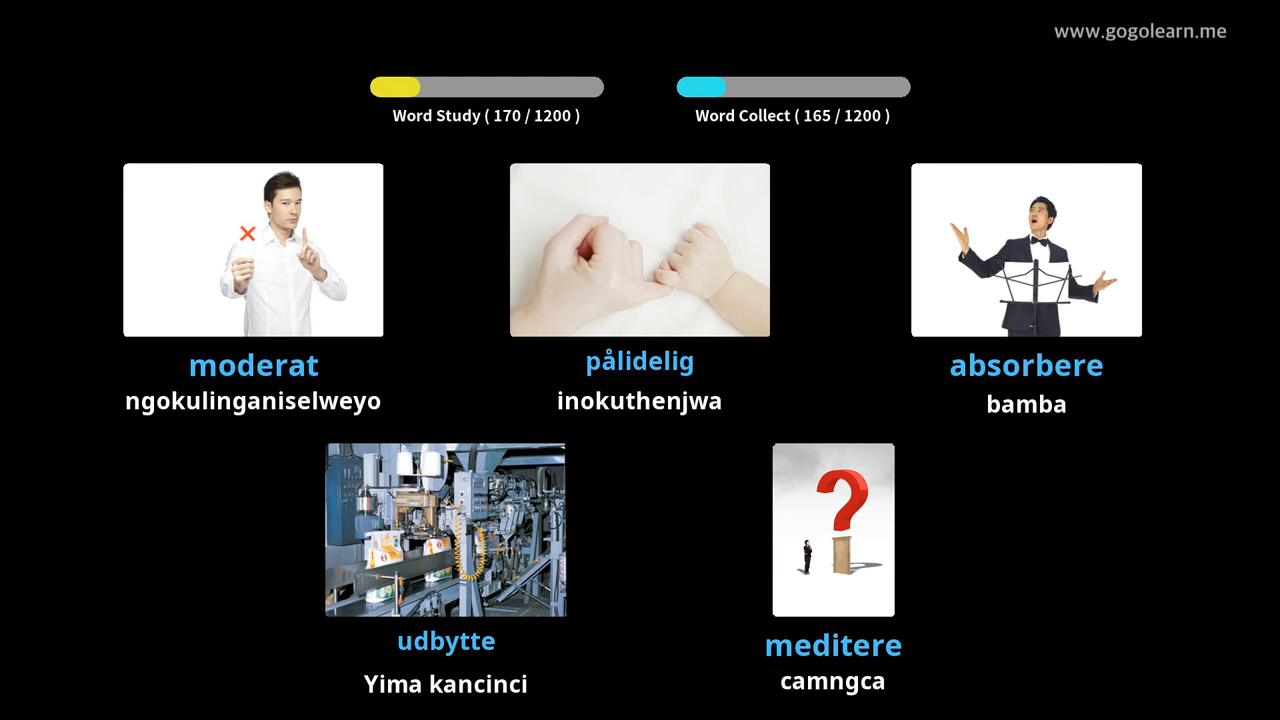 www.gogolearn.me
Word Study ( 170 / 1200 )
Word Collect ( 165 / 1200 )
moderat
ngokulinganiselweyo
pålidelig
inokuthenjwa
absorbere
bamba
udbytte
Yima kancinci
meditere
camngca